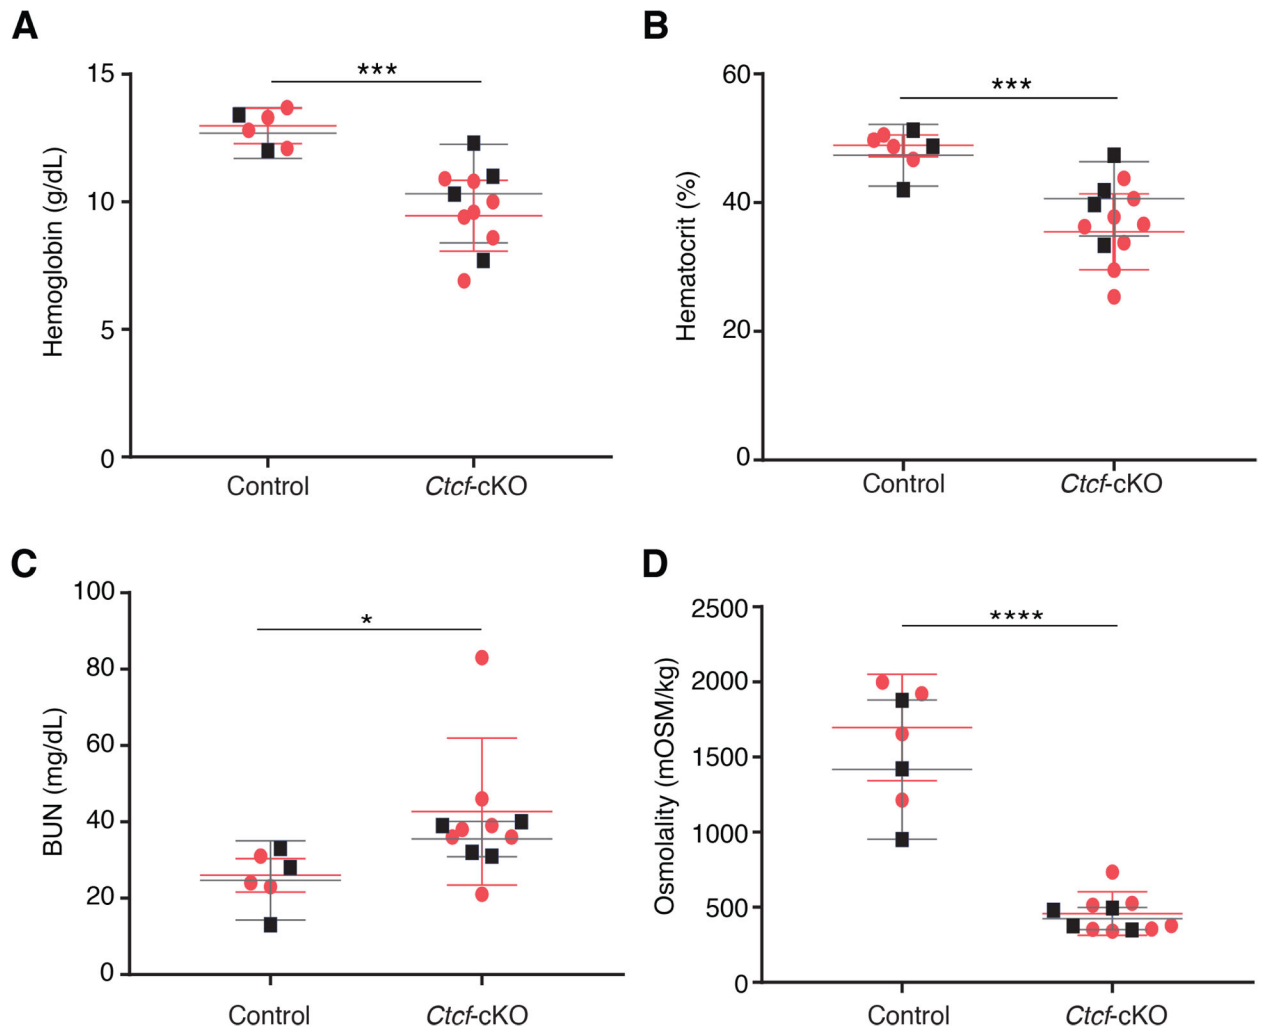 A
Hemoglobin (g/dL)
15
10
5
0
***
Control
Ctcf-cKO
B
Hematocrit (%)
60
40
20
0
***
Control
Ctcf-cKO
C
BUN (mg/dL)
100
80
60
40
20
0
*
Control
Ctcf-cKO
D
Osmolality (mOSM/kg)
2500
2000
1500
1000
500
0
****
Control
Ctcf-cKO